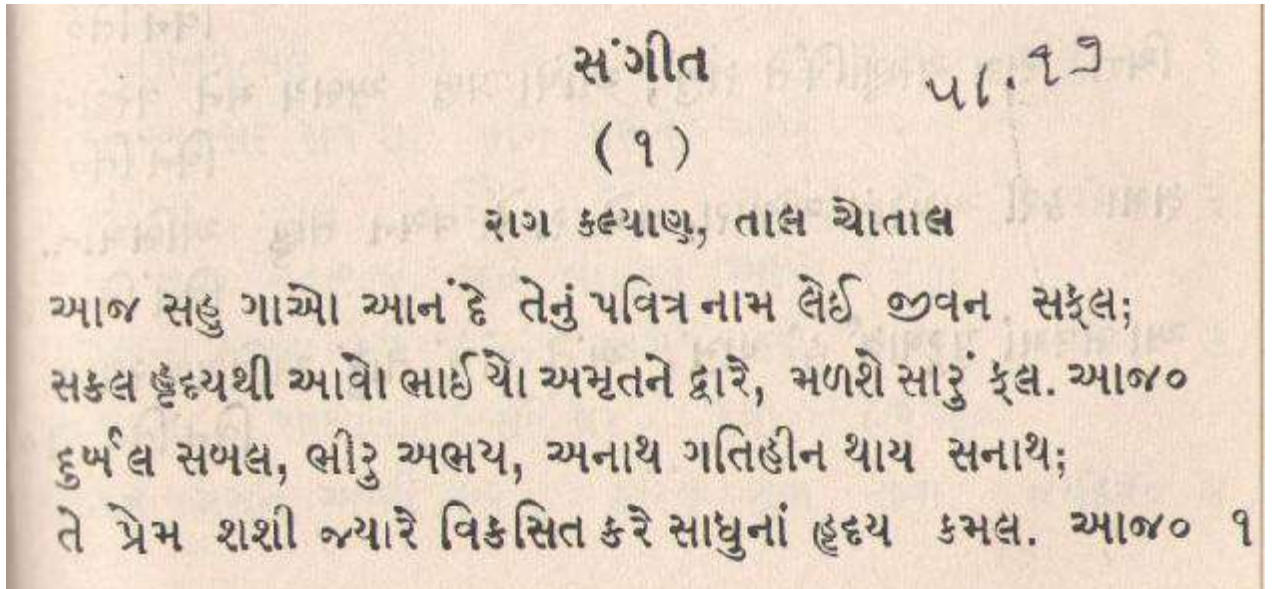 સંગીત
પા. ૧૭
(૧)
રાગ કલ્યાણ, તાલ ચોતાલ
આજ સહુ ગાઓ આનંદે તેનું પવિત્ર નામ લેઈ જીવન સફલ;
સકલ હૃદયથી આવો ભાઈયો અમૃતને દ્વારે, મળશે સારું ફલ. આજ૦
દુર્બલ સબલ, ભીરુ અભય, અનાથ ગતિહીન થાય સનાથ;
તે પ્રેમ શશી જ્યારે વિકસિત કરે સાધુનાં હૃદય કમલ. આજ૦ ૧